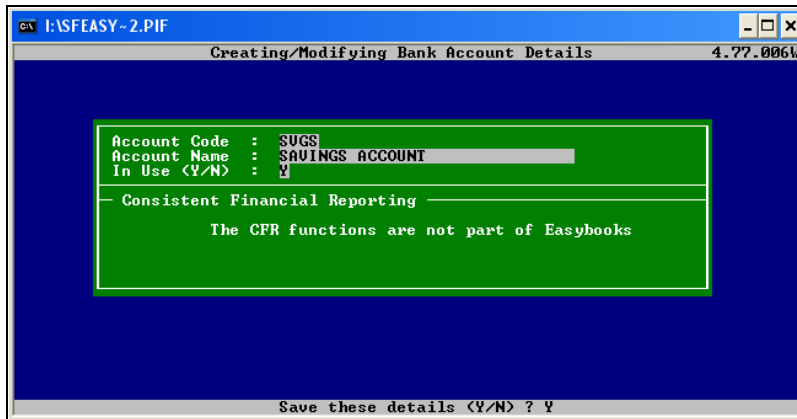 I:\SFEASY~2.PIF
Creating/Modifying Bank Account Details 4.77.006W
Account Code : SVGS
Account Name : SAVINGS ACCOUNT
In Use (Y/N) : Y
Consistent Financial Reporting
The CFR functions are not part of Easybooks
Save these details (Y/N) ? Y